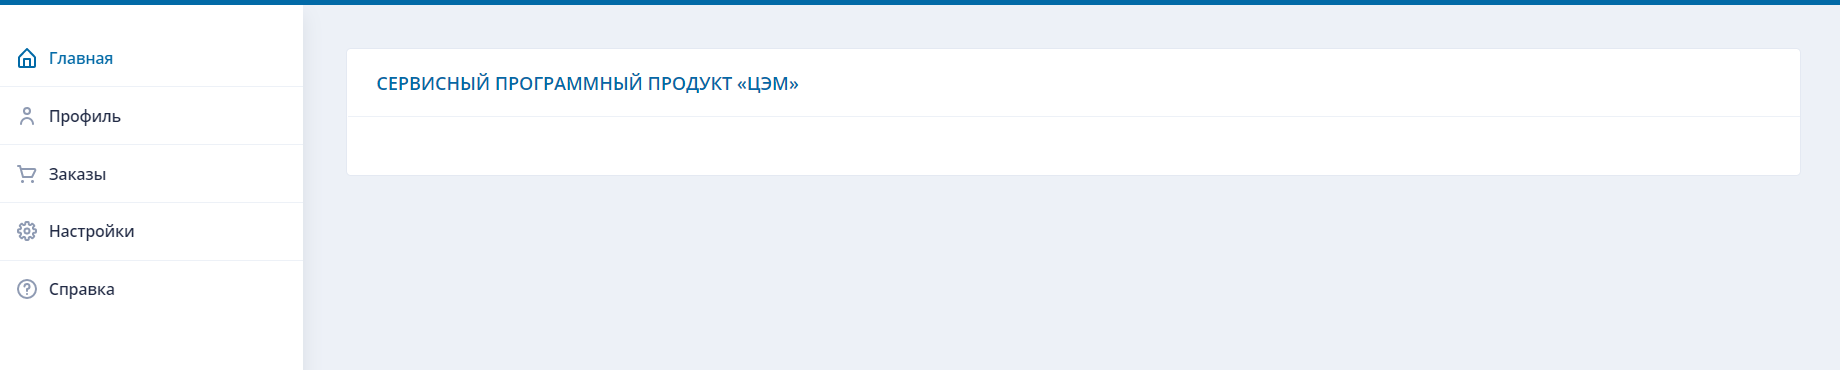 Главная
Профиль
Заказы
Настройки
Справка
СЕРВИСНЫЙ ПРОГРАММНЫЙ ПРОДУКТ «ЦЭМ»